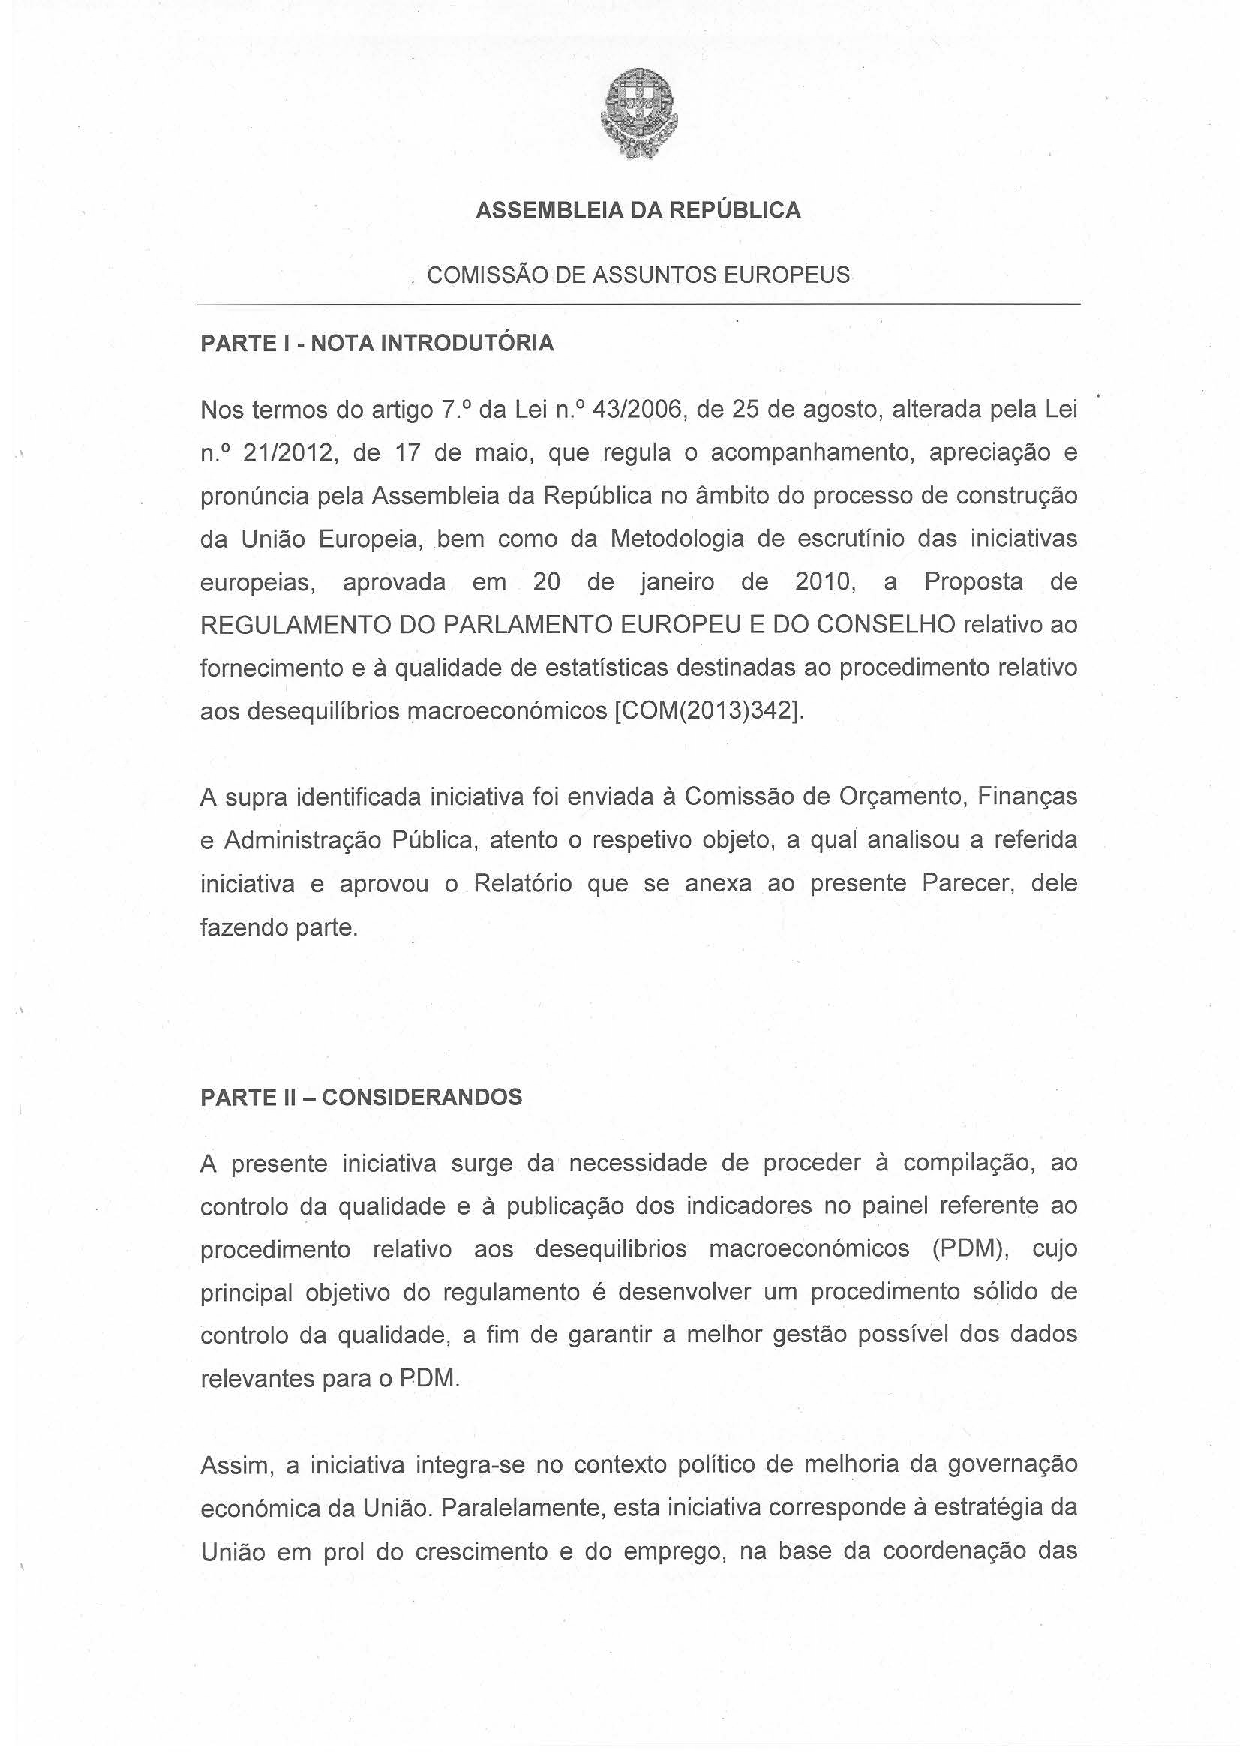 ASSEMBLEIA DA REPÚBLICA
COMISSÃO DE ASSUNTOS EUROPEUS
PARTE I - NOTA INTRODUTÓRIA
Nos termos do artigo 7.º da Lei n.º 43/2006, de 25 de agosto, alterada pela Lei
n.º 21/2012, de 17 de maio, que regula o acompanhamento, apreciação e
pronúncia pela Assembleia da República no âmbito do processo de construção
da União Europeia, bem como da Metodologia de escrutínio das iniciativas
europeias, aprovada em 20 de janeiro de 2010, a Proposta de
REGULAMENTO DO PARLAMENTO EUROPEU E DO CONSELHO relativo ao
fornecimento e à qualidade de estatísticas destinadas ao procedimento relativo
aos desequilíbrios macroeconómicos [COM(2013)342].
A supra identificada iniciativa foi enviada à Comissão de Orçamento, Finanças
e Administração Pública, atento o respetivo objeto, a qual analisou a referida
iniciativa e aprovou o Relatório que se anexa ao presente Parecer, dele
fazendo parte.
PARTE II – CONSIDERANDOS
A presente iniciativa surge da necessidade de proceder à compilação, ao
controlo da qualidade e à publicação dos indicadores no painel referente ao
procedimento relativo aos desequilibrios macroeconómicos (PDM), cujo
principal objetivo do regulamento é desenvolver um procedimento sólido de
controlo da qualidade, a fim de garantir a melhor gestão possível dos dados
relevantes para o PDM.
Assim, a iniciativa integra-se no contexto político de melhoria da governação
económica da União. Paralelamente, esta iniciativa corresponde à estratégia da
União em prol do crescimento e do emprego, na base da coordenação das